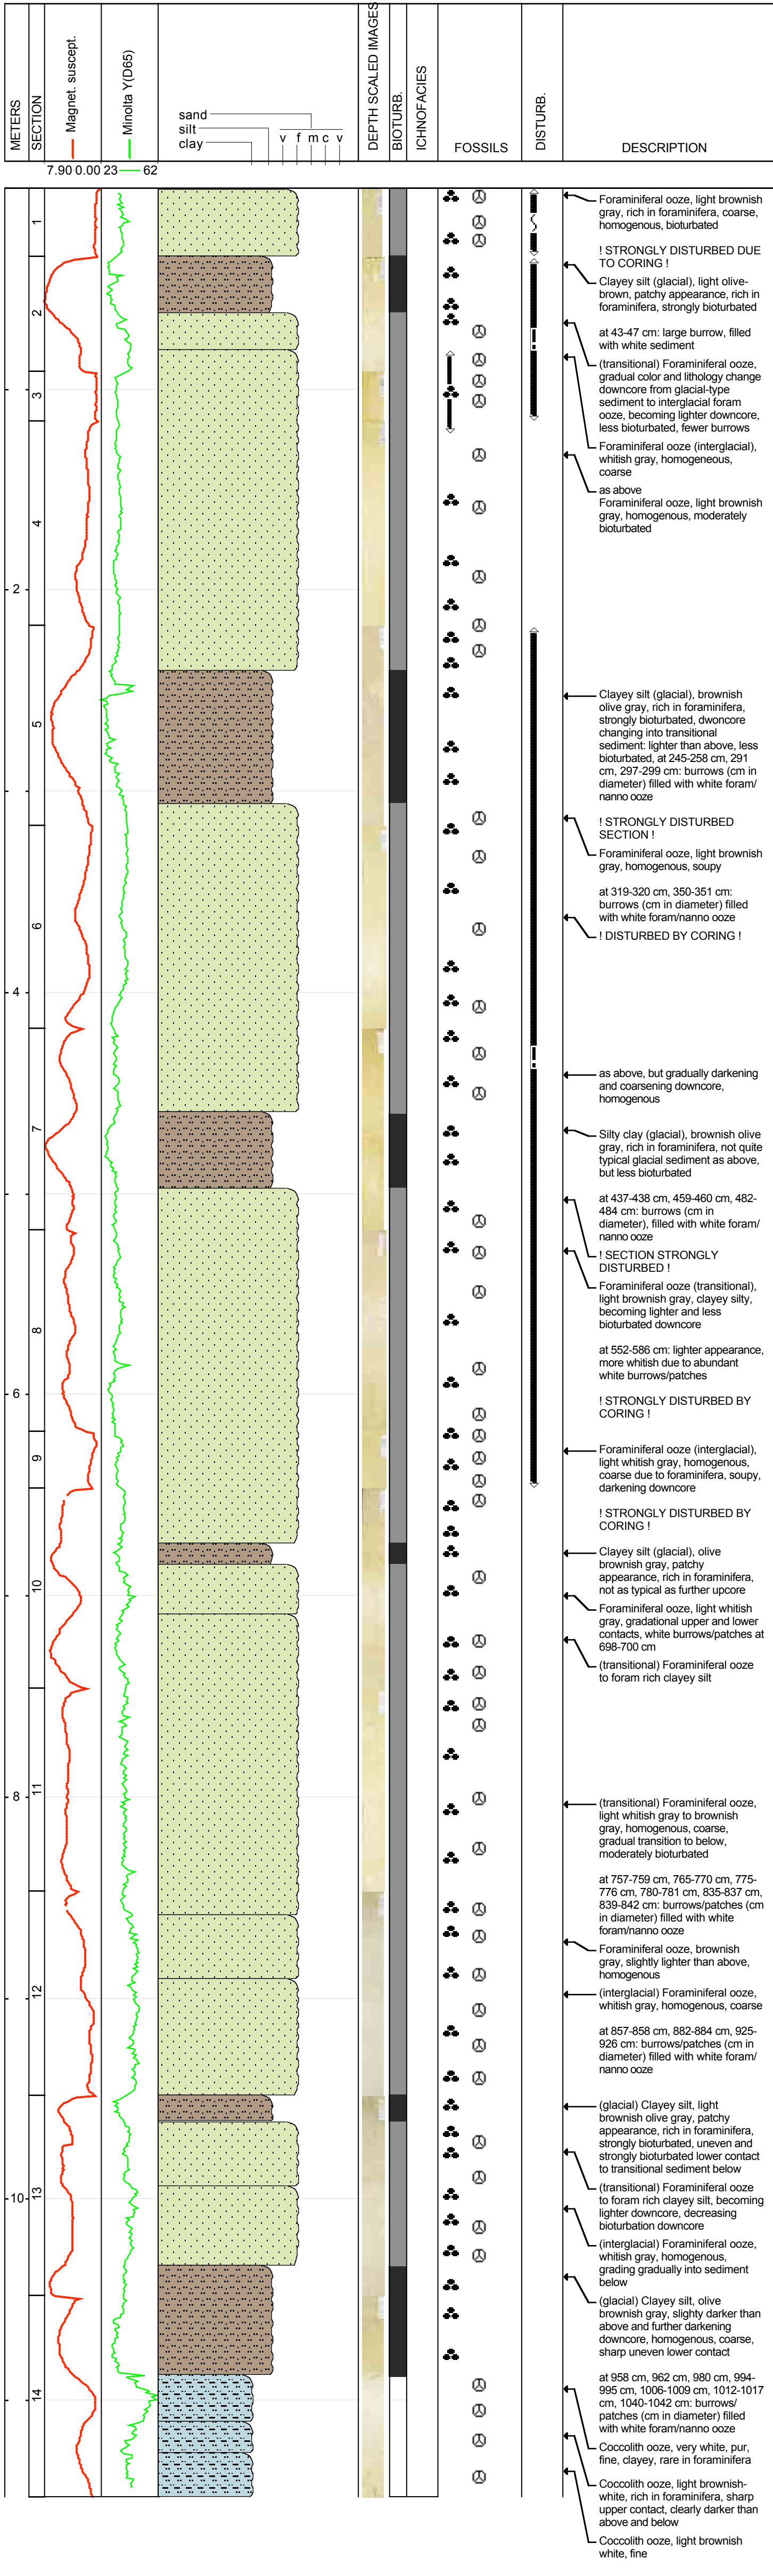 METERS
SECTION
Magnet. suscept.
Minolta Y(D65)
sand
silt
clay
v f m c v
DEPTH SCALED IMAGES
BIOTURB.
ICHNOFACIES
FOSSILS
DISTURB.
DESCRIPTION
7.90 0.00 23 62
1
2
3
4
2
5
6
4
7
8
6
9
10
11
8
12
13
10
14
Foraminiferal ooze, light brownish
gray, rich in foraminifera, coarse,
homogenous, bioturbated
! STRONGLY DISTURBED DUE
TO CORING !
Clayey silt (glacial), light olive-
brown, patchy appearance, rich in
foraminifera, strongly bioturbated
at 43-47 cm: large burrow, filled
with white sediment
(transitional) Foraminiferal ooze,
gradual color and lithology change
downcore from glacial-type
sediment to interglacial foram
ooze, becoming lighter downcore,
less bioturbated, fewer burrows
Foraminiferal ooze (interglacial),
whitish gray, homogeneous,
coarse
as above
Foraminiferal ooze, light brownish
gray, homogenous, moderately
bioturbated
Clayey silt (glacial), brownish
olive gray, rich in foraminifera,
strongly bioturbated, dwoncore
changing into transitional
sediment: lighter than above, less
bioturbated, at 245-258 cm, 291
cm, 297-299 cm: burrows (cm in
diameter) filled with white foram/
nanno ooze
! STRONGLY DISTURBED
SECTION !
Foraminiferal ooze, light brownish
gray, homogenous, soupy
at 319-320 cm, 350-351 cm:
burrows (cm in diameter) filled
with white foram/nanno ooze
! DISTURBED BY CORING !
as above, but gradually darkening
and coarsening downcore,
homogenous
Silty clay (glacial), brownish olive
gray, rich in foraminifera, not quite
typical glacial sediment as above,
but less bioturbated
at 437-438 cm, 459-460 cm, 482-
484 cm: burrows (cm in
diameter), filled with white foram/
nanno ooze
! SECTION STRONGLY
DISTURBED !
Foraminiferal ooze (transitional),
light brownish gray, clayey silty,
becoming lighter and less
bioturbated downcore
at 552-586 cm: lighter appearance,
more whitish due to abundant
white burrows/patches
! STRONGLY DISTURBED BY
CORING !
Foraminiferal ooze (interglacial),
light whitish gray, homogenous,
coarse due to foraminifera, soupy,
darkening downcore
! STRONGLY DISTURBED BY
CORING !
Clayey silt (glacial), olive
brownish gray, patchy
appearance, rich in foraminifera,
not as typical as further upcore
Foraminiferal ooze, light whitish
gray, gradational upper and lower
contacts, white burrows/patches at
698-700 cm
(transitional) Foraminiferal ooze
to foram rich clayey silt
(transitional) Foraminiferal ooze,
light whitish gray to brownish
gray, homogenous, coarse,
gradual transition to below,
moderately bioturbated
at 757-759 cm, 765-770 cm, 775-
776 cm, 780-781 cm, 835-837 cm,
839-842 cm: burrows/patches (cm
in diameter) filled with white
foram/nanno ooze
Foraminiferal ooze, brownish
gray, slightly lighter than above,
homogenous
(interglacial) Foraminiferal ooze,
whitish gray, homogenous, coarse
at 857-858 cm, 882-884 cm, 925-
926 cm: burrows/patches (cm in
diameter) filled with white foram/
nanno ooze
(glacial) Clayey silt, light
brownish olive gray, patchy
appearance, rich in foraminifera,
strongly bioturbated, uneven and
strongly bioturbated lower contact
to transitional sediment below
(transitional) Foraminiferal ooze
to foram rich clayey silt, becoming
lighter downcore, decreasing
bioturbation downcore
(interglacial) Foraminiferal ooze,
whitish gray, homogenous,
grading gradually into sediment
below
(glacial) Clayey silt, olive
brownish gray, slighty darker than
above and further darkening
downcore, homogenous, coarse,
sharp uneven lower contact
at 958 cm, 962 cm, 980 cm, 994-
995 cm, 1006-1009 cm, 1012-1017
cm, 1040-1042 cm: burrows/
patches (cm in diameter) filled
with white foram/nanno ooze
Coccolith ooze, very white, pur,
fine, clayey, rare in foraminifera
Coccolith ooze, light brownish-
white, rich in foraminifera, sharp
upper contact, clearly darker than
above and below
Coccolith ooze, light brownish
white, fine